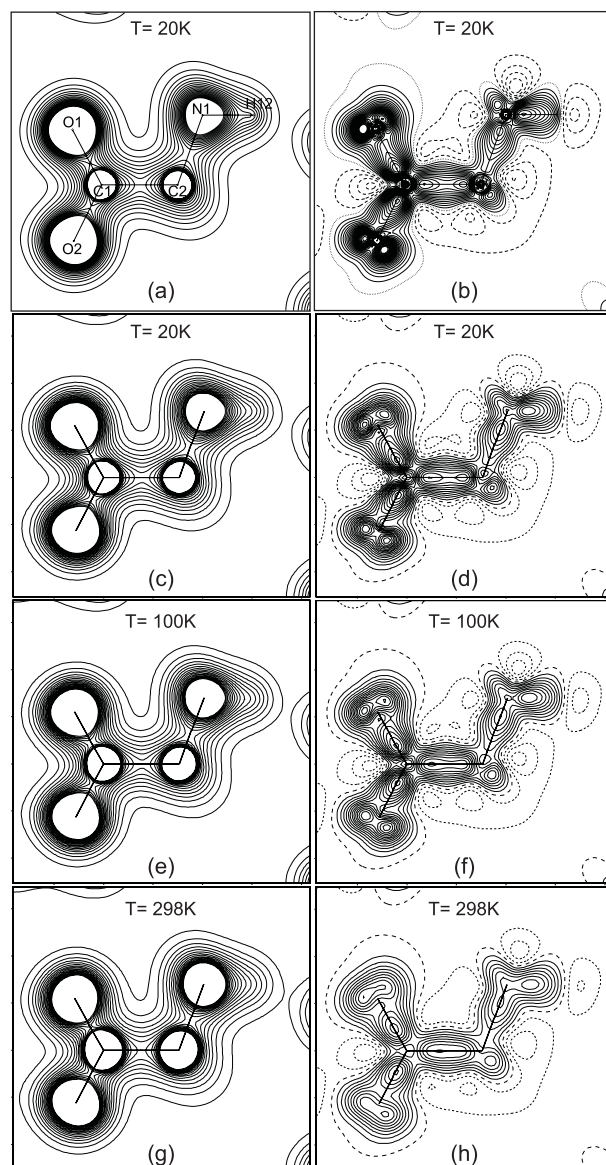 T= 20K
T= 20K
N1
H12
O1
C1
C2
O2
(a)
(b)
T= 20K
T= 20K
(c)
(d)
T= 100K
T= 100K
(e)
(f)
T= 298K
T= 298K
(g)
(h)